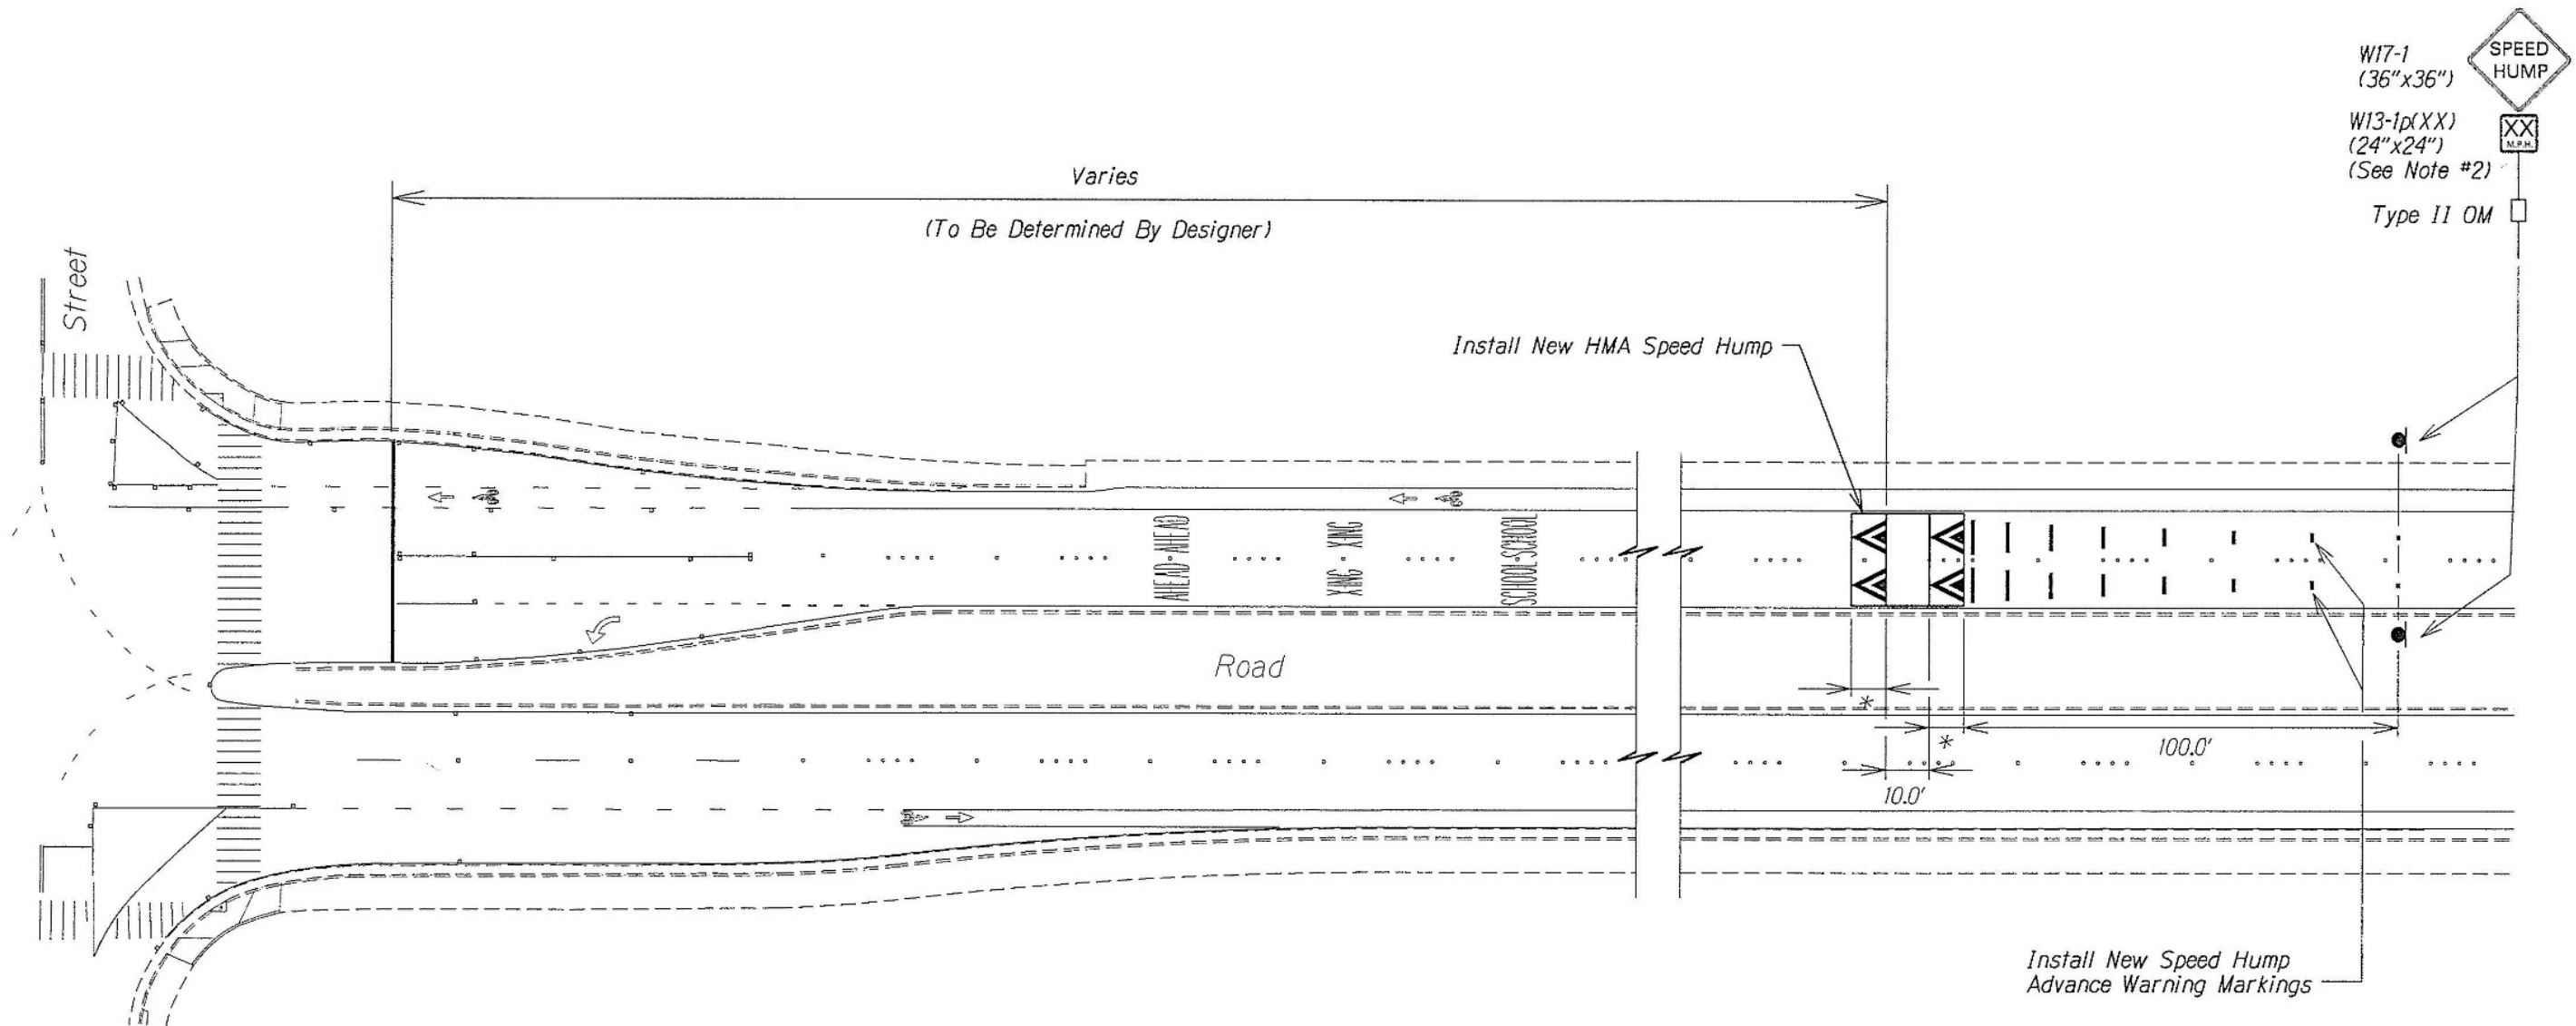 SPEED
HUMP
W17-1
(36"x36")
W13-1p(XX)
(24"x24")
(See Note #2)
XX
M.P.H.
Type II OM
Varies
(To Be Determined By Designer)
Street
Install New HMA Speed Hump
AHEAD AHEAD
XING XING
SCHOOL SCHOOL
Road
*
*
100.0'
10.0'
Install New Speed Hump
Advance Warning Markings